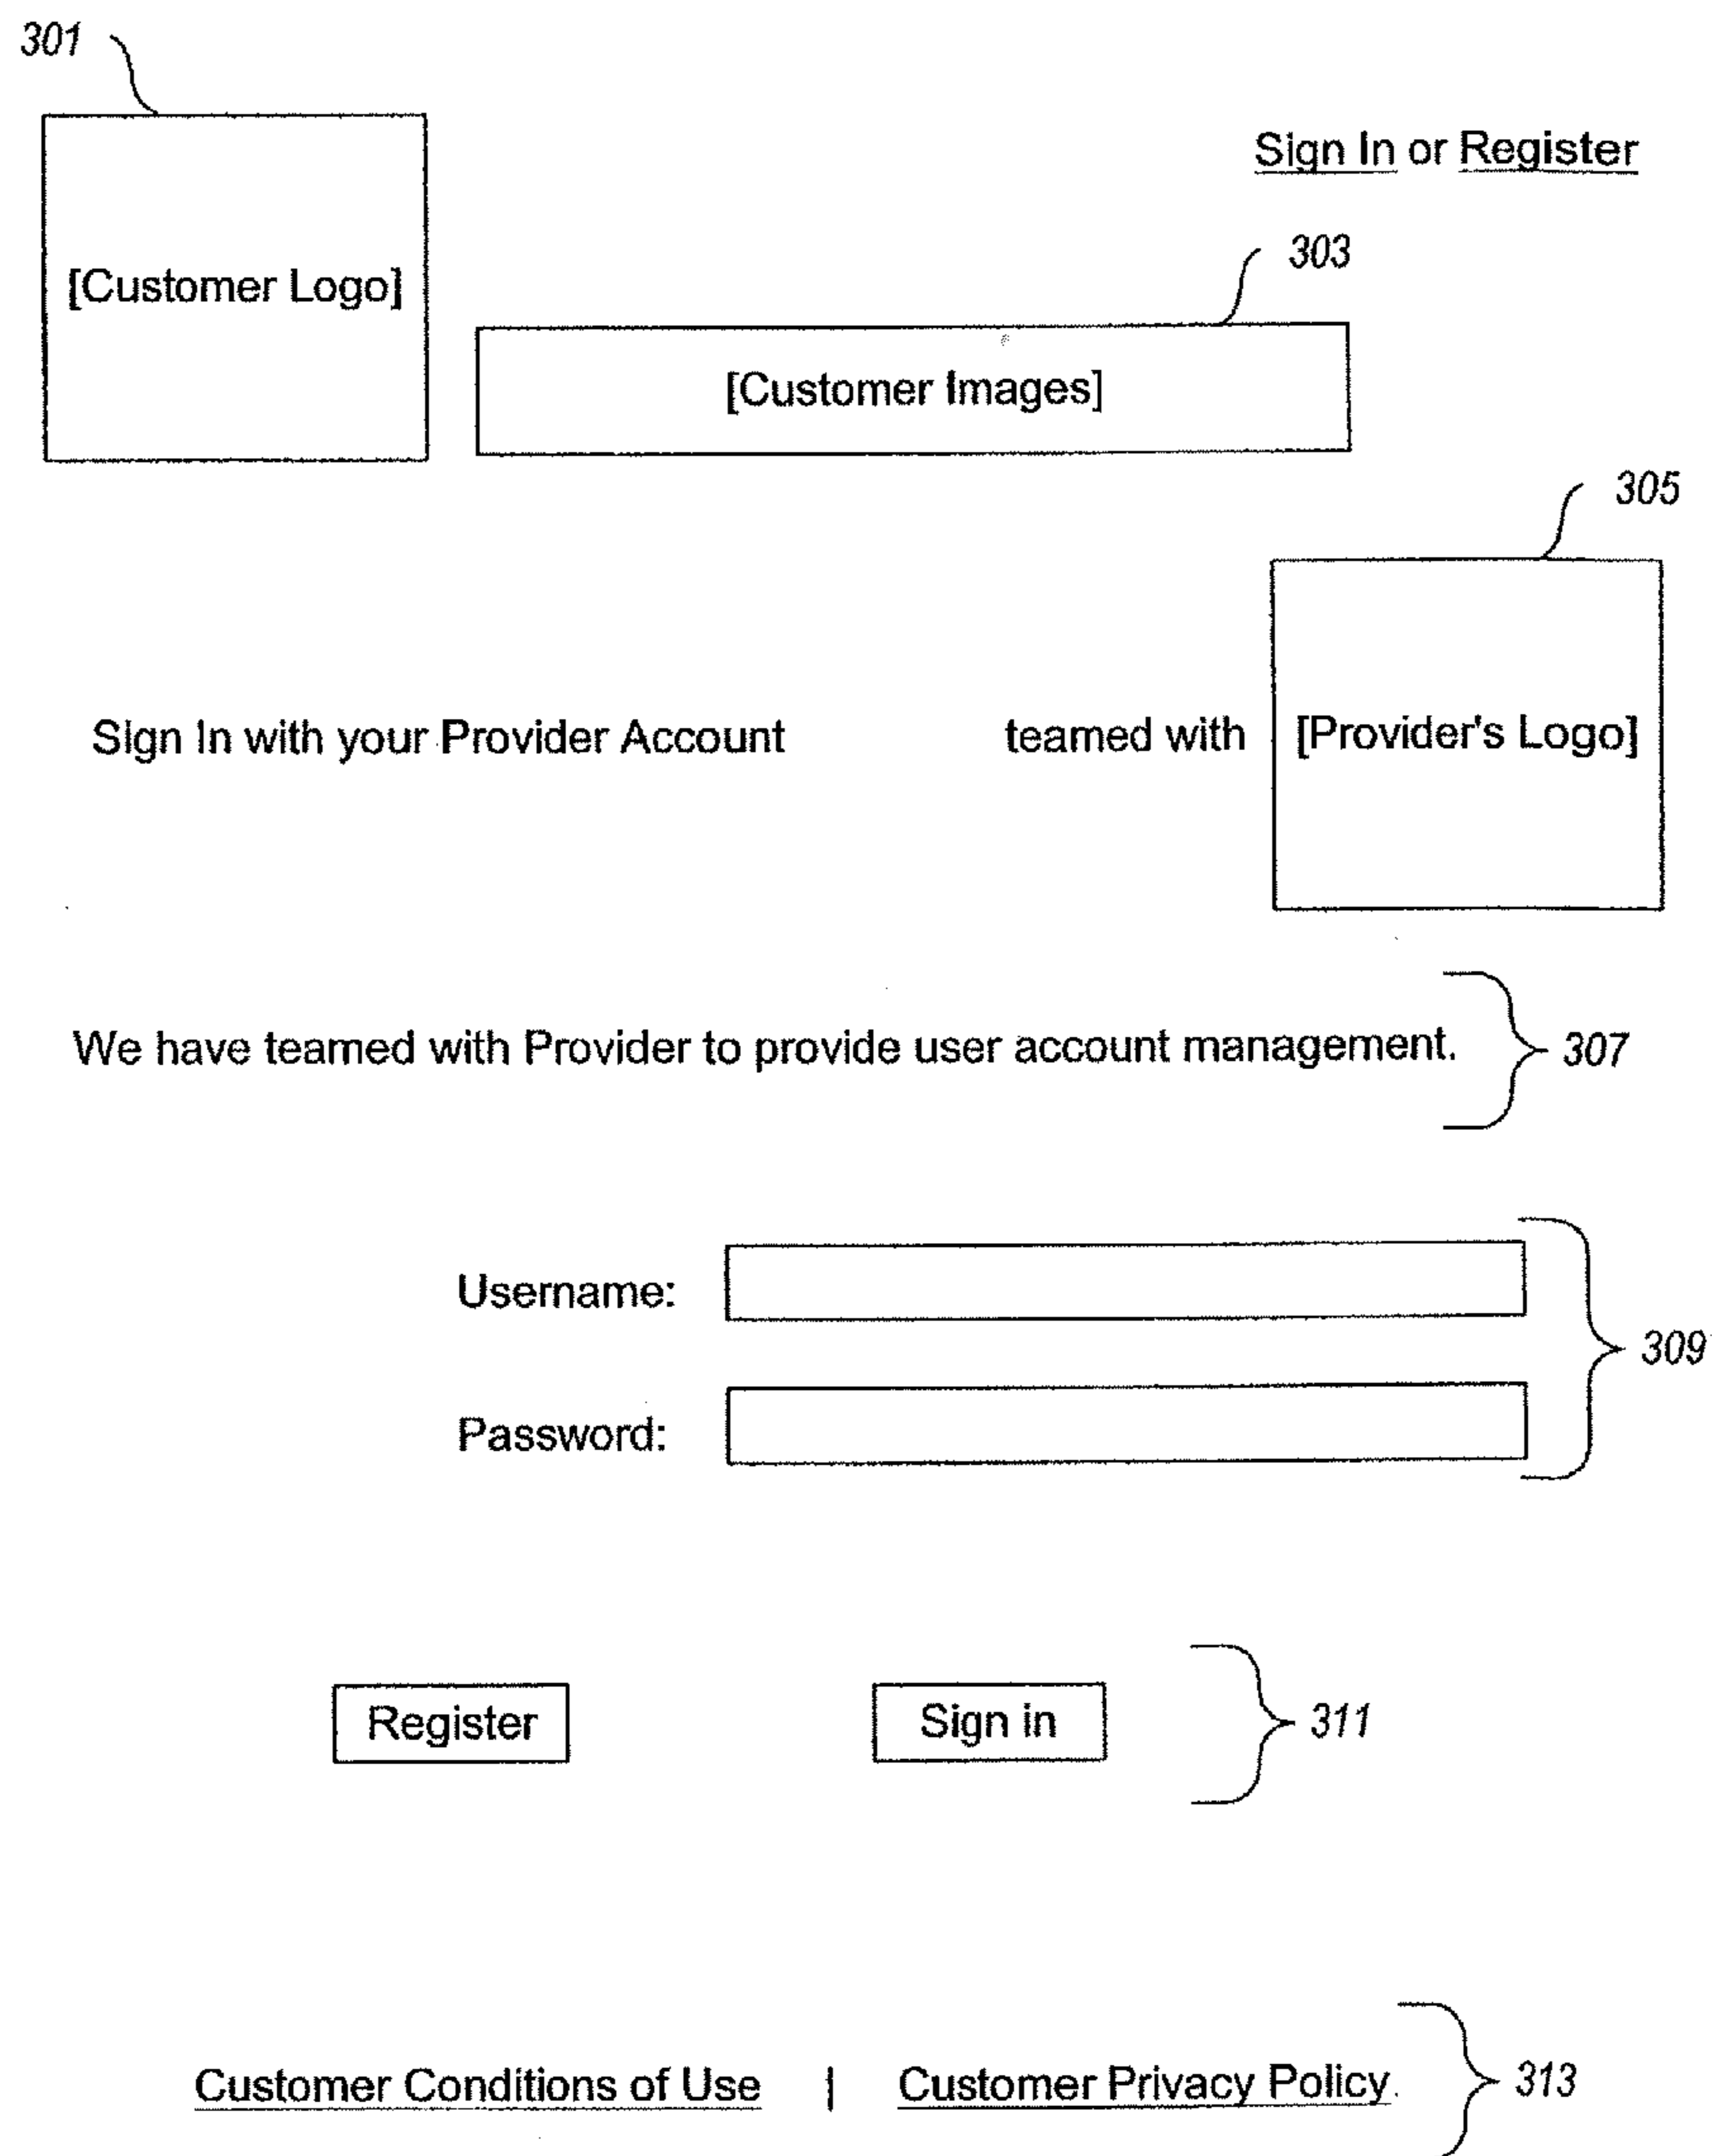 301
Sign In or Register
[Customer Logo]
303
[Customer Images]
305
Sign In with your Provider Account teamed with [Provider's Logo]
We have teamed with Provider to provide user account management. 307
Username:
309
Password:
Register Sign in 311
Customer Conditions of Use | Customer Privacy Policy 313